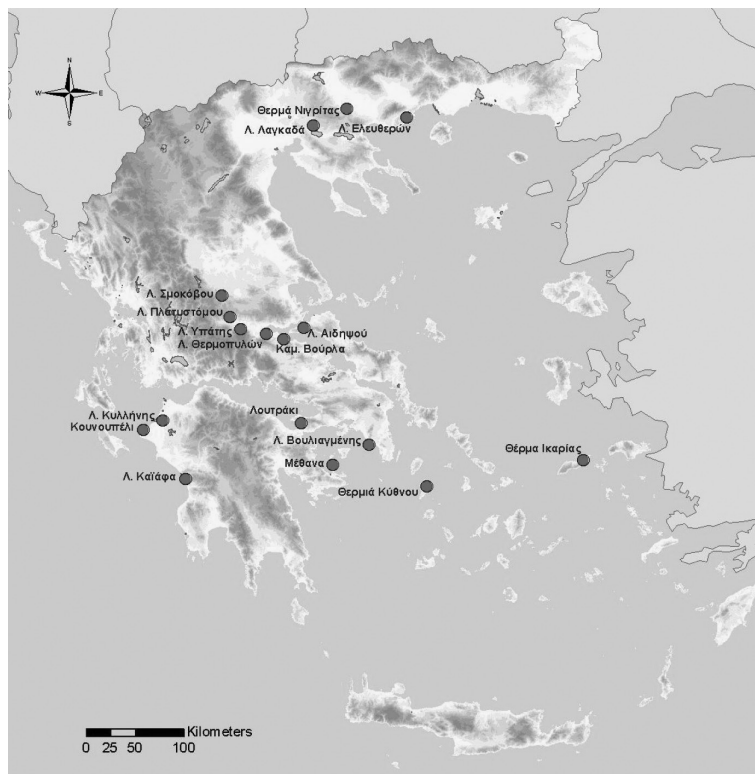 N
W E
S
Θερμά Νιγρίτας
Λ. Λαγκαδά
Λ. Ελευθερών
Λ. Σμοκόβου
Λ. Πλατυστόμου
Λ. Υπάτης
Λ. Αιδηψού
Λ. Θερμοπυλών
Καμ. Βούρλα
Λ. Κυλλήνης
Λουτράκι
Κουνουπέλι
Λ. Βουλιαγμένης
Θέρμα Ικαρίας
Μέθανα
Λ. Καϊάφα
Θερμιά Κύθνου
Kilometers
0 25 50 100